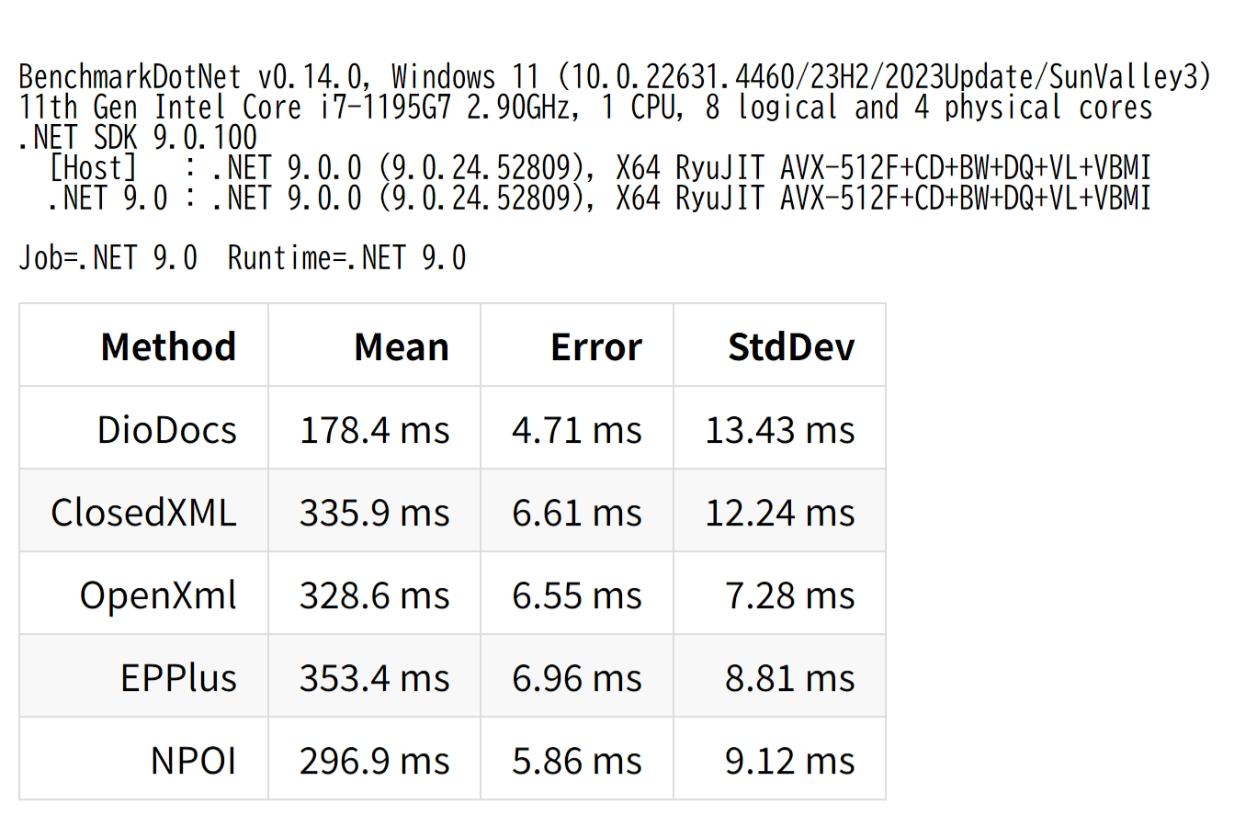 BenchmarkDotNet v0.14.0, Windows 11 (10.0.22631.4460/23H2/2023Update/SunValley3)
11th Gen Intel Core i7-1195G7 2.90GHz, 1 CPU, 8 logical and 4 physical cores
.NET SDK 9.0.100
[Host]   : .NET 9.0.0 (9.0.24.52809), X64 RyuJIT AVX-512F+CD+BW+DQ+VL+VBMI
.NET 9.0 : .NET 9.0.0 (9.0.24.52809), X64 RyuJIT AVX-512F+CD+BW+DQ+VL+VBMI
Job=.NET 9.0  Runtime=.NET 9.0
Method Mean Error StdDev
DioDocs 178.4 ms 4.71 ms 13.43 ms
ClosedXML 335.9 ms 6.61 ms 12.24 ms
OpenXml 328.6 ms 6.55 ms 7.28 ms
EPPlus 353.4 ms 6.96 ms 8.81 ms
NPOI 296.9 ms 5.86 ms 9.12 ms